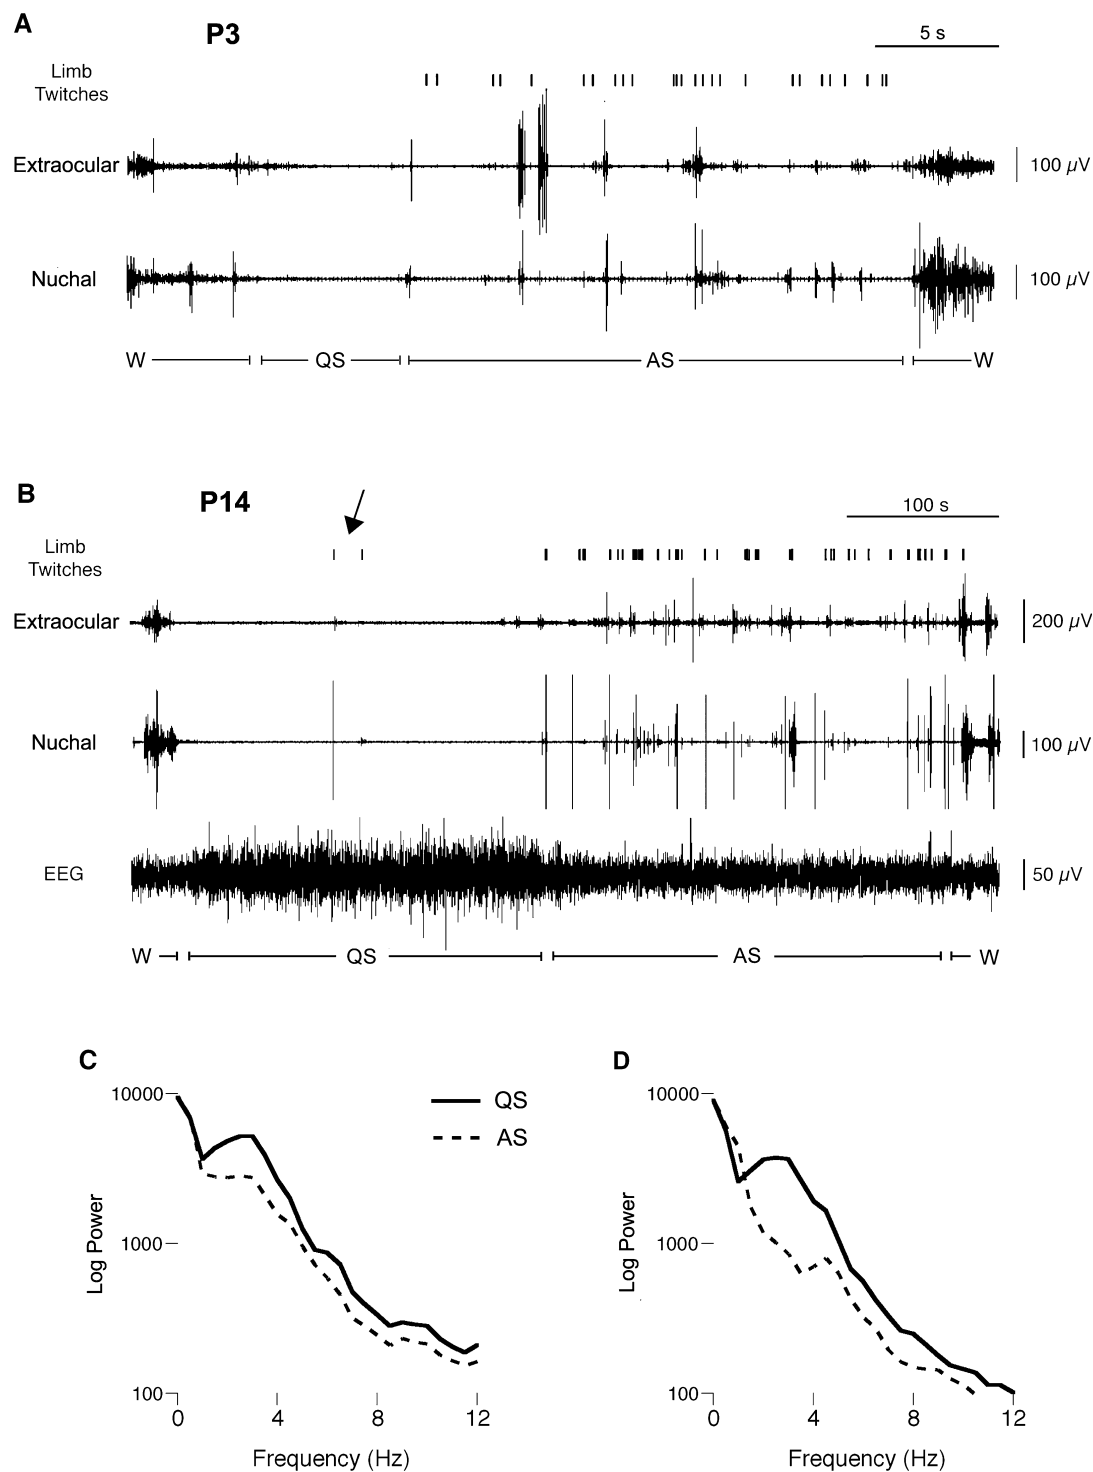 A
P3
5 s
Limb
Twitches
Extraocular
100 µV
Nuchal
100 µV
W QS AS W
B
P14
100 s
Limb
Twitches
Extraocular
200 µV
Nuchal
100 µV
EEG
50 µV
W QS AS W
C
10000
1000
100
Log Power
QS
AS
0 4 8 12
Frequency (Hz)
D
10000
1000
100
Log Power
0 4 8 12
Frequency (Hz)